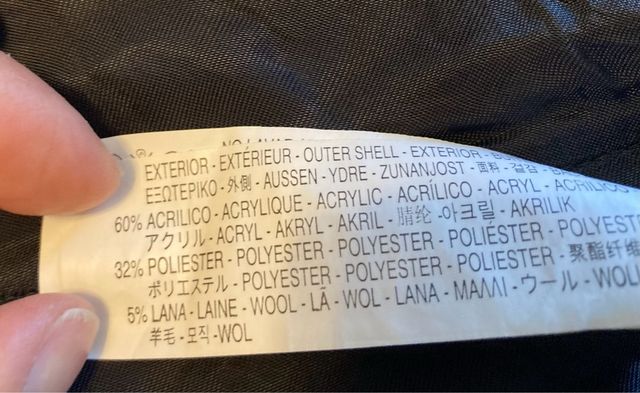 EXTERIOR - EXTÉRIEUR - OUTER SHELL - EXTERIOR -
ΕΞΩΤΕΡΙΚΟ - 外側 - AUSSEN - YDRE - ZUNANJOST - 面料 - 겉감 -
60% ACRILICO - ACRYLIQUE - ACRYLIC - ACRÍLICO - ACRYL - ACRILICOS
アクリル - ACRYL - AKRYL - AKRIL - 腈纶 - 아크릴 - AKRILIK
32% POLIESTER - POLYESTER - POLYESTER - POLIÉSTER - POLYESTER
ポリエステル - POLYESTER - POLYESTER - POLIESTER - 聚酯纤维
5% LANA - LAINE - WOOL - LÃ - WOL - LANA - ΜΑΛΛΙ - ウール - WOL
羊毛 - 모직 - WOL